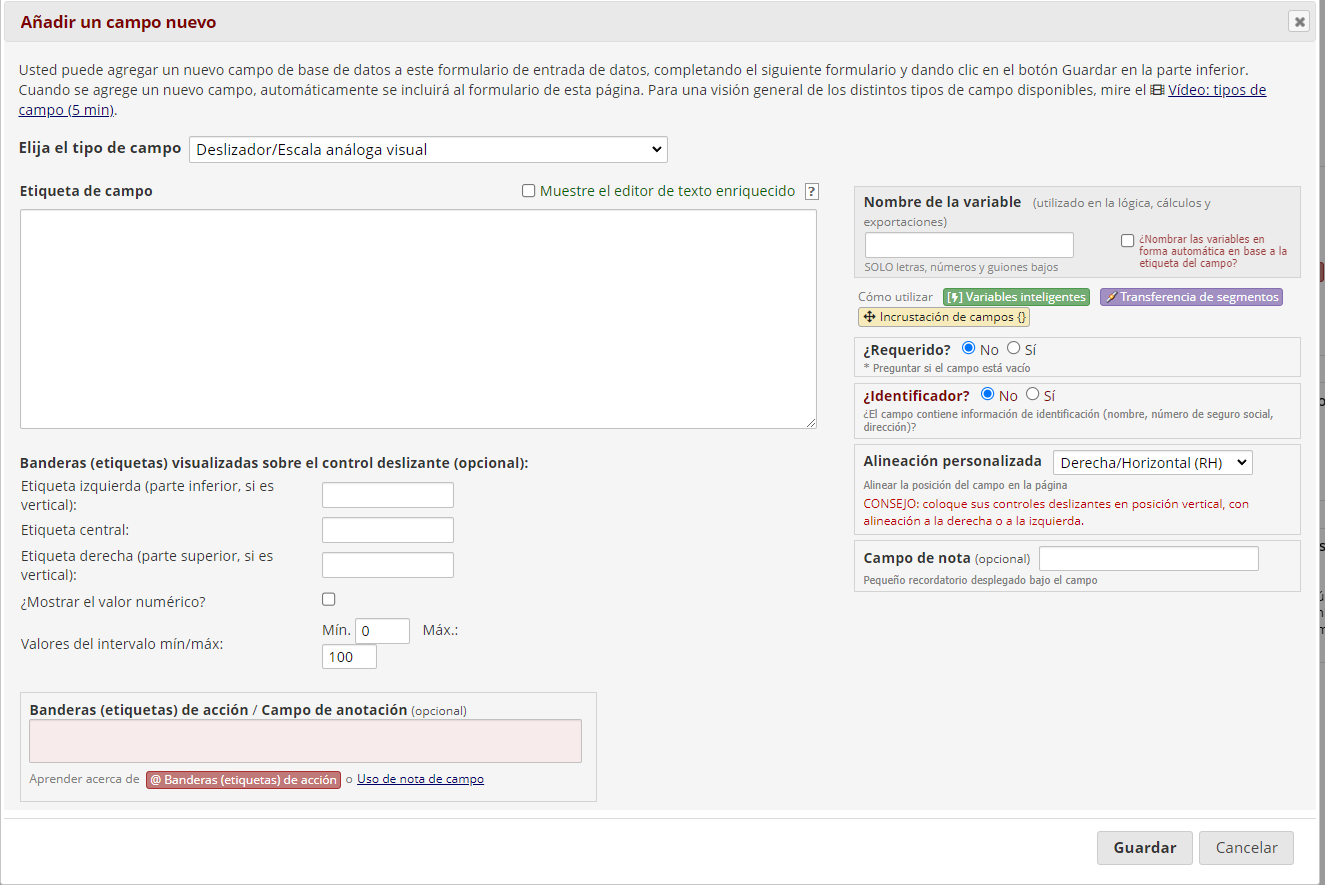 Añadir un campo nuevo
Usted puede agregar un nuevo campo de base de datos a este formulario de entrada de datos, completando el siguiente formulario y dando clic en el botón Guardar en la parte inferior.
Cuando se agrege un nuevo campo, automáticamente se incluirá al formulario de esta página. Para una visión general de los distintos tipos de campo disponibles, mire el Vídeo: tipos de
campo (5 min).
Elija el tipo de campo Deslizador/Escala análoga visual
Etiqueta de campo
Muestre el editor de texto enriquecido ?
Nombre de la variable (utilizado en la lógica, cálculos y
exportaciones)
¿Nombrar las variables en
forma automática en base a la
etiqueta del campo?
SOLO letras, números y guiones bajos
Cómo utilizar Variables inteligentes Transferencia de segmentos
Incrustación de campos {}
¿Requerido? No Sí
* Preguntar si el campo está vacío
¿Identificador? No Sí
¿El campo contiene información de identificación (nombre, número de seguro social,
dirección)?
Alineación personalizada Derecha/Horizontal (RH)
Alinear la posición del campo en la página
CONSEJO: coloque sus controles deslizantes en posición vertical, con
alineación a la derecha o a la izquierda.
Campo de nota (opcional)
Pequeño recordatorio desplegado bajo el campo
Banderas (etiquetas) visualizadas sobre el control deslizante (opcional):
Etiqueta izquierda (parte inferior, si es
vertical):
Etiqueta central:
Etiqueta derecha (parte superior, si es
vertical):
¿Mostrar el valor numérico?
Valores del intervalo mín/máx:
Mín. 0 Máx.:
100
Banderas (etiquetas) de acción / Campo de anotación (opcional)
Aprender acerca de @ Banderas (etiquetas) de acción o Uso de nota de campo
Guardar
Cancelar